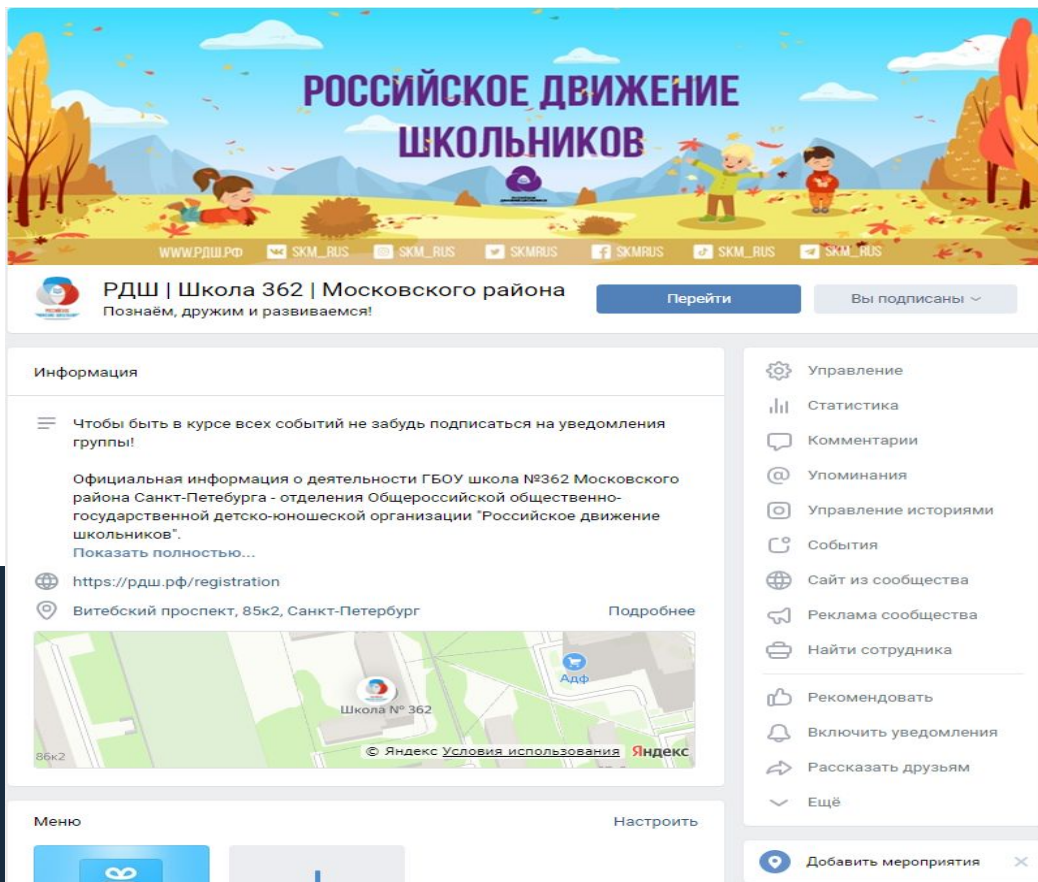 РОССИЙСКОЕ ДВИЖЕНИЕ
ШКОЛЬНИКОВ
WWW.РДШ.РФ SKM_RUS SKM_RUS SKMRUS SKMRUS SKM_RUS SKM_RUS
РДШ | Школа 362 | Московского района
Познаём, дружим и развиваемся!
Перейти
Вы подписаны
Информация
Чтобы быть в курсе всех событий не забудь подписаться на уведомления
группы!
Официальная информация о деятельности ГБОУ школа №362 Московского
района Санкт-Петебурга - отделения Общероссийской общественно-
государственной детско-юношеской организации "Российское движение
школьников".
Показать полностью...
https://рдш.рф/registration
Витебский проспект, 85к2, Санкт-Петербург
Подробнее
Адф
Школа № 362
86к2
© Яндекс Условия использования Яндекс
Меню
Настроить
Управление
Статистика
Комментарии
Упоминания
Управление историями
События
Сайт из сообщества
Реклама сообщества
Найти сотрудника
Рекомендовать
Включить уведомления
Рассказать друзьям
Ещё
Добавить мероприятия